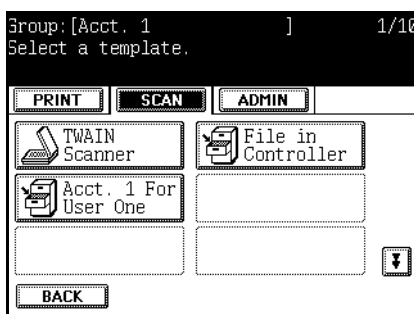 Group:[Acct. 1 ] 1/10
Select a template.
PRINT SCAN ADMIN
TWAIN Scanner
File in Controller
Acct. 1 For User One
BACK